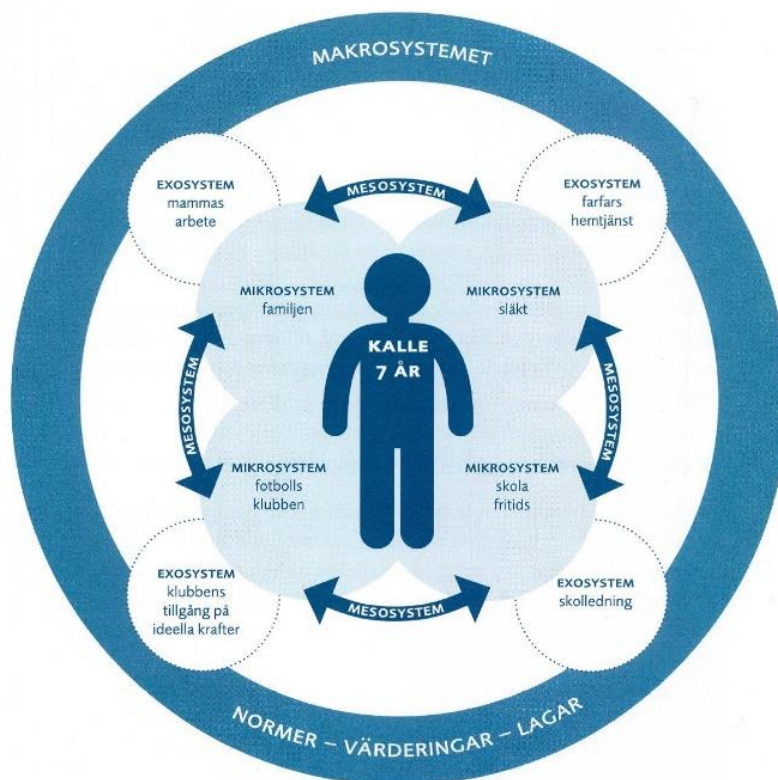 MAKROSYSTEMET
EXOSYSTEM
mammas
arbete
MESOSYSTEM
EXOSYSTEM
farfars
hemtjänst
MIKROSYSTEM
familjen
MIKROSYSTEM
släkt
KALLE
7 ÅR
MESOSYSTEM
MESOSYSTEM
MIKROSYSTEM
fotbolls
klubben
MIKROSYSTEM
skola
fritids
EXOSYSTEM
klubbens
tillgång på
ideella krafter
MESOSYSTEM
EXOSYSTEM
skolledning
NORMER – VÄRDERINGAR – LAGAR